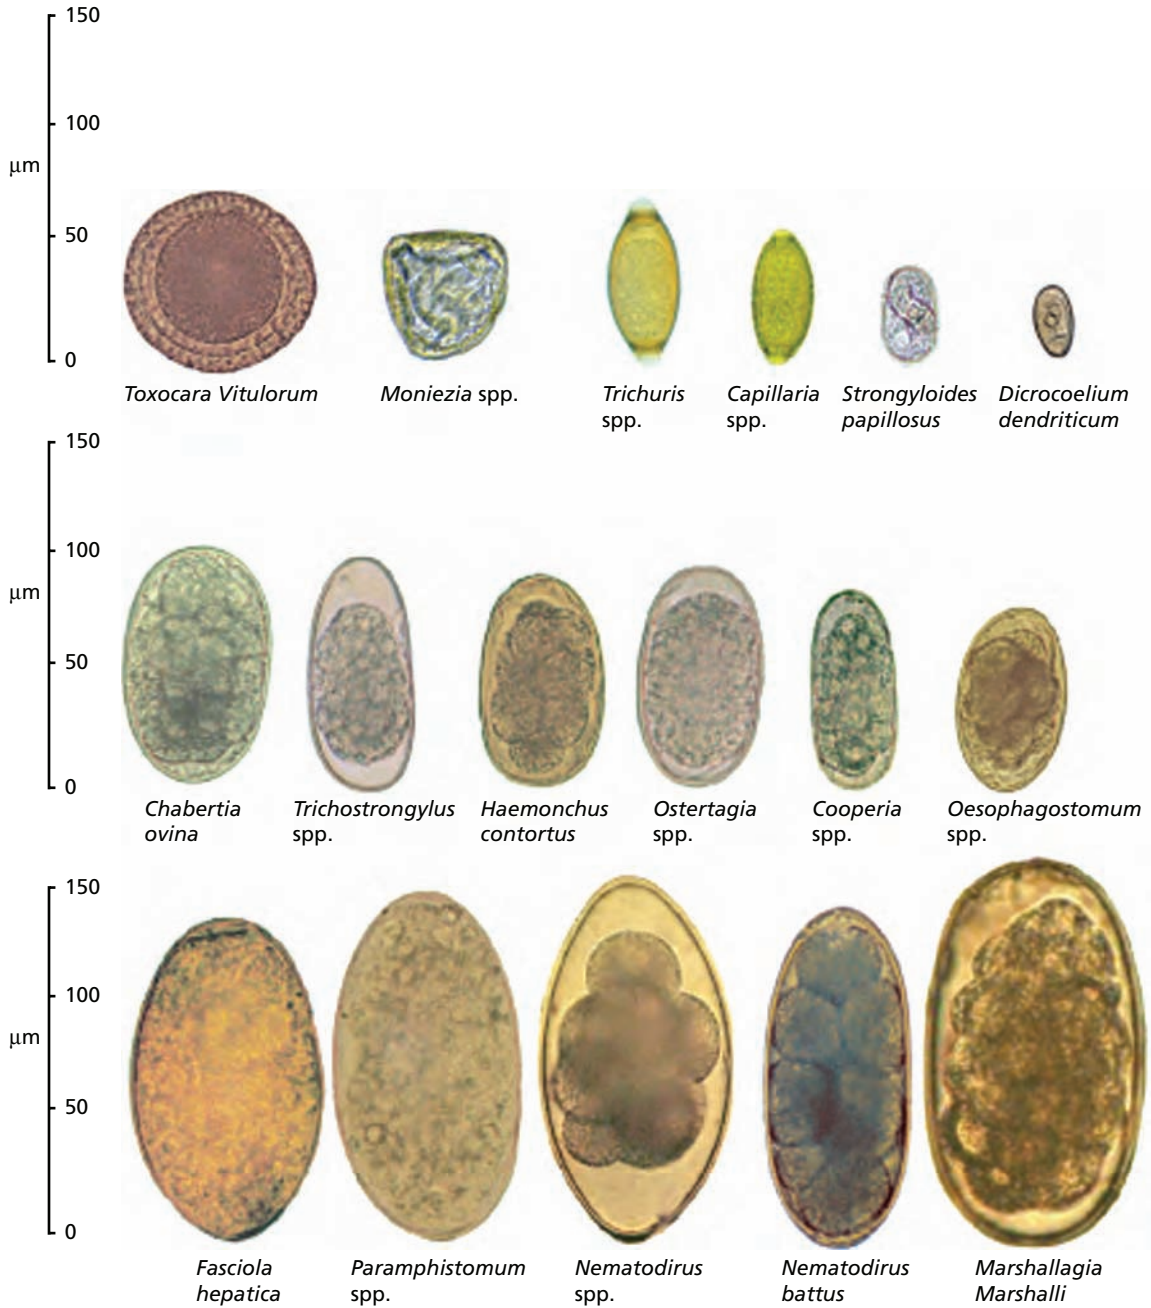 150
100
μm
50
0
Toxocara Vitulorum
Moniezia spp.
Trichuris
spp.
Capillaria
spp.
Strongyloides
papillosus
Dicrocoelium
dendriticum
150
100
μm
50
0
Chabertia
ovina
Trichostrongylus
spp.
Haemonchus
contortus
Ostertagia
spp.
Cooperia
spp.
Oesophagostomum
spp.
150
100
μm
50
0
Fasciola
hepatica
Paramphistomum
spp.
Nematodirus
spp.
Nematodirus
battus
Marshallagia
Marshalli